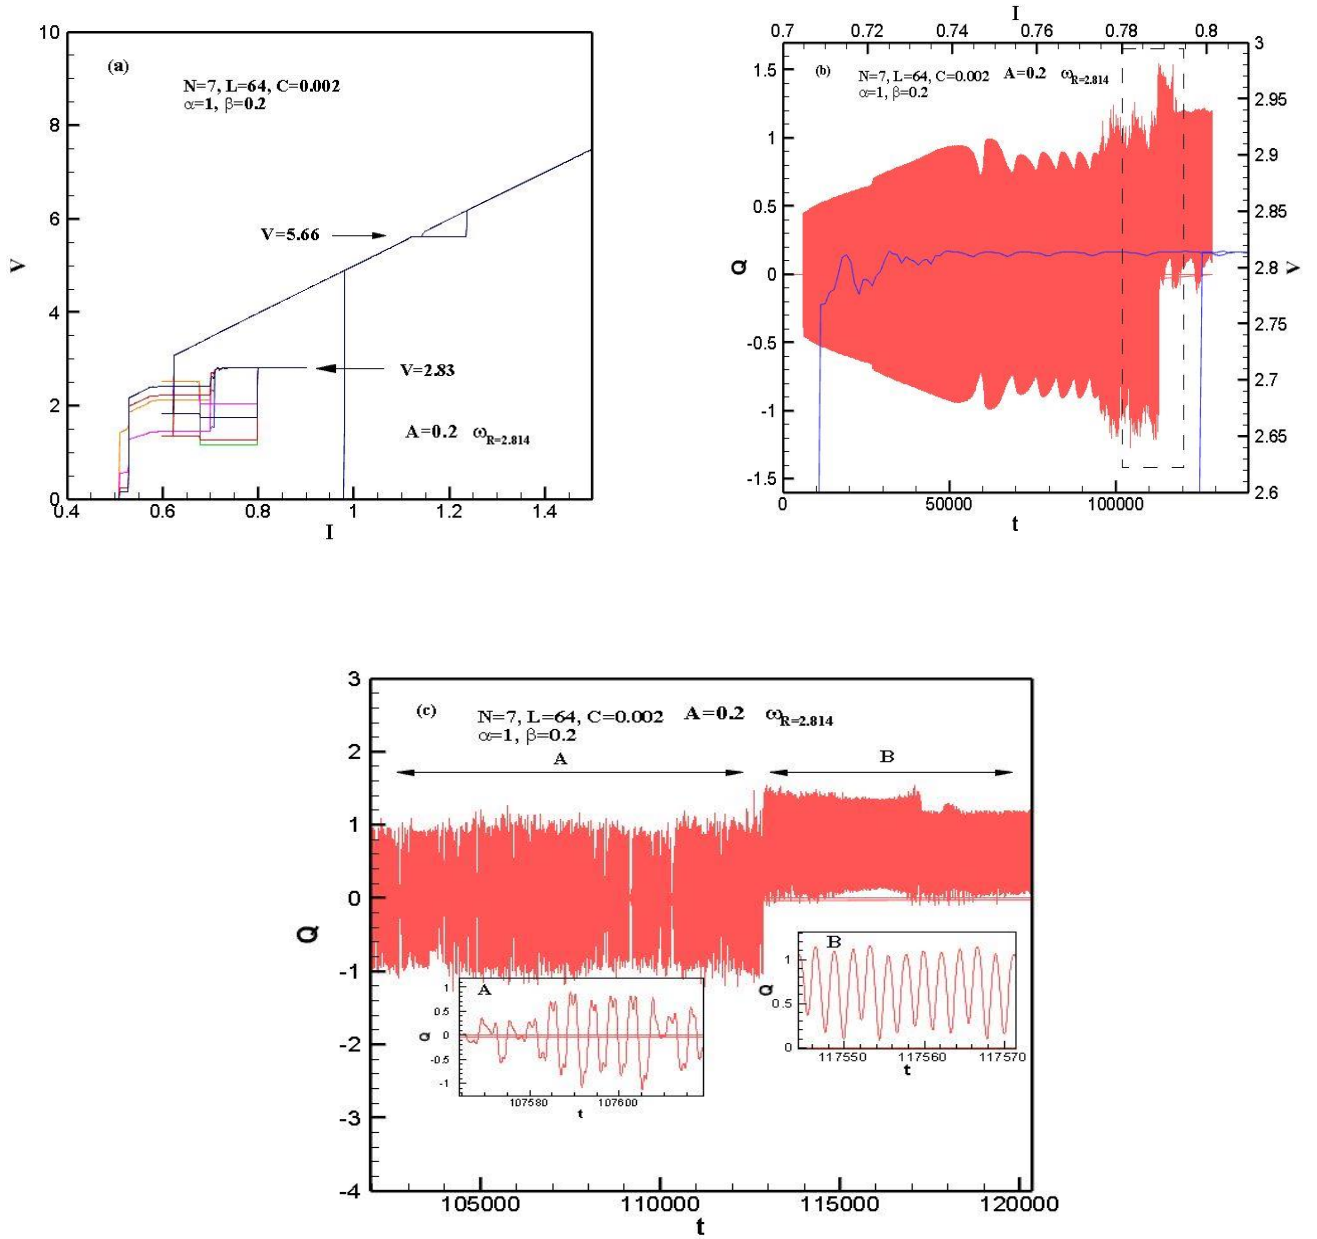 (a)
N=7, L=64, C=0.002
α=1, β=0.2
V=5.66
V=2.83
A=0.2 ωR=2.814
V
10
8
6
4
2
0
0.4 0.6 0.8 1 1.2 1.4
I
I
0.7 0.72 0.74 0.76 0.78 0.8
(b) N=7, L=64, C=0.002 A=0.2 ωR=2.814
α=1, β=0.2
Q
1.5
1
0.5
0
-0.5
-1
-1.5
3
2.95
2.9
2.85
2.8
2.75
2.7
2.65
2.6
V
0 50000 100000
t
(c) N=7, L=64, C=0.002 A=0.2 ωR=2.814
α=1, β=0.2
A B
Q
3
2
1
0
-1
-2
-3
-4
A
Q
1
0.5
0
-0.5
-1
107580 107600
t
B
Q
1
0.5
0
117550 117560 117570
t
105000 110000 115000 120000
t